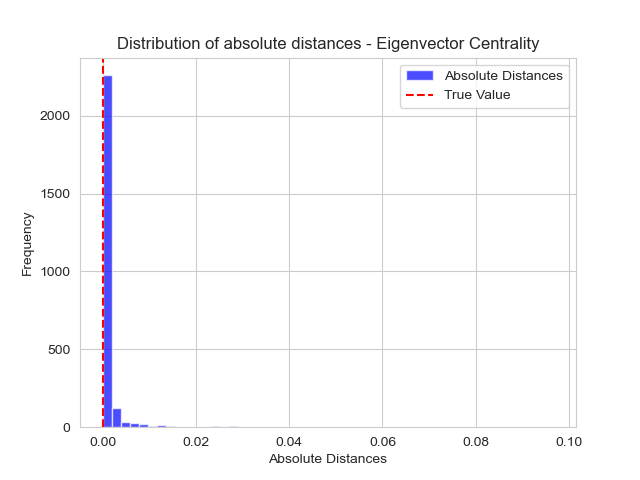 Distribution of absolute distances - Eigenvector Centrality
Absolute Distances
True Value
2000
1500
1000
500
0
Frequency
0.00 0.02 0.04 0.06 0.08 0.10
Absolute Distances